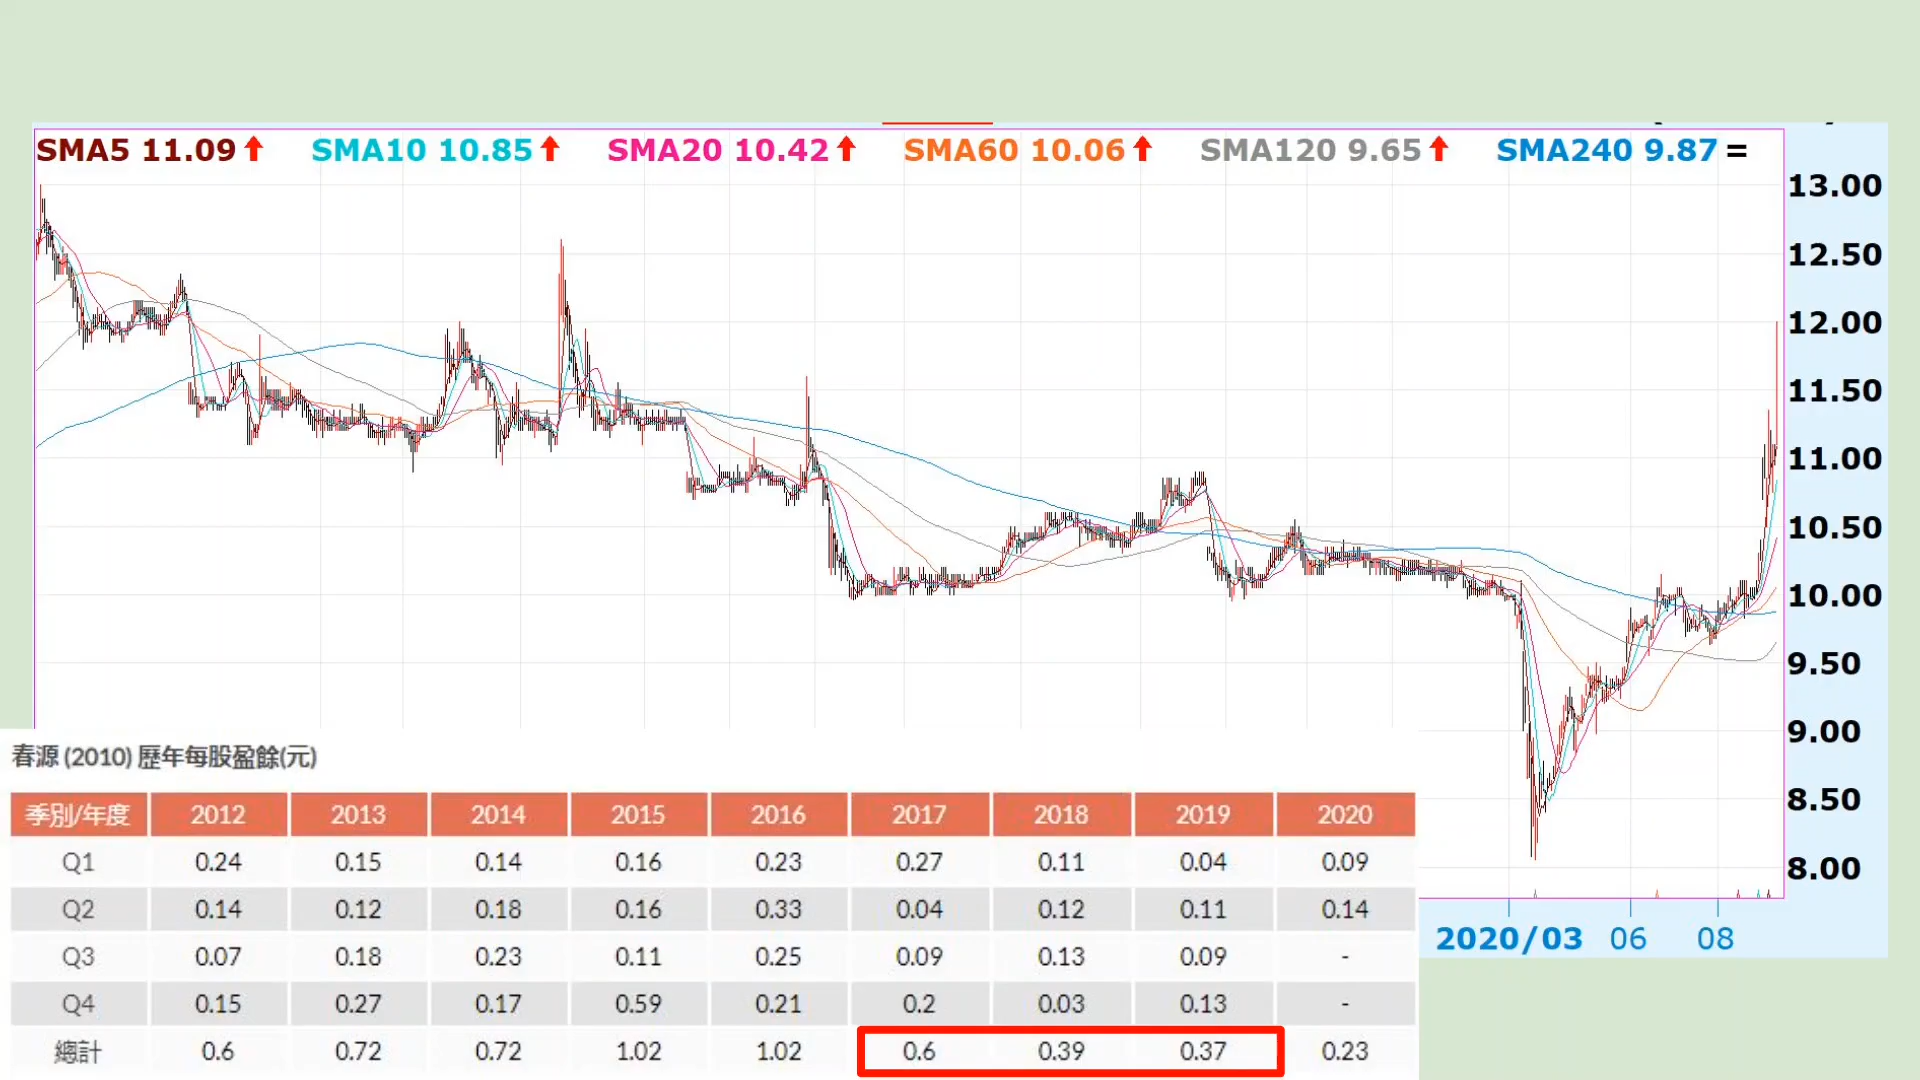 SMA5 11.09 SMA10 10.85 SMA20 10.42 SMA60 10.06 SMA120 9.65 SMA240 9.87 =
13.00
12.50
12.00
11.50
11.00
10.50
10.00
9.50
9.00
8.50
8.00
2020/03 06 08
春源 (2010) 歷年每股盈餘(元)
季別/年度 2012 2013 2014 2015 2016 2017 2018 2019 2020
Q1 0.24 0.15 0.14 0.16 0.23 0.27 0.11 0.04 0.09
Q2 0.14 0.12 0.18 0.16 0.33 0.04 0.12 0.11 0.14
Q3 0.07 0.18 0.23 0.11 0.25 0.09 0.13 0.09 -
Q4 0.15 0.27 0.17 0.59 0.21 0.2 0.03 0.13 -
總計 0.6 0.72 0.72 1.02 1.02 0.6 0.39 0.37 0.23